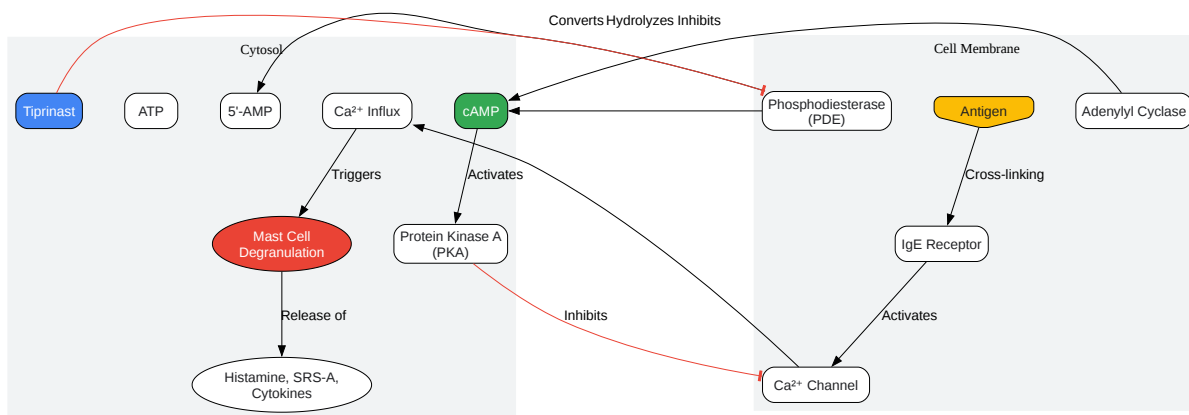 Converts Hydrolyzes Inhibits
Cytosol
Cell Membrane
Tiprinast
ATP
5'-AMP
Ca²⁺ Influx
cAMP
Phosphodiesterase
(PDE)
Antigen
Adenylyl Cyclase
Triggers
Activates
Cross-linking
Mast Cell
Degranulation
Protein Kinase A
(PKA)
IgE Receptor
Release of
Inhibits
Activates
Histamine, SRS-A,
Cytokines
Ca²⁺ Channel